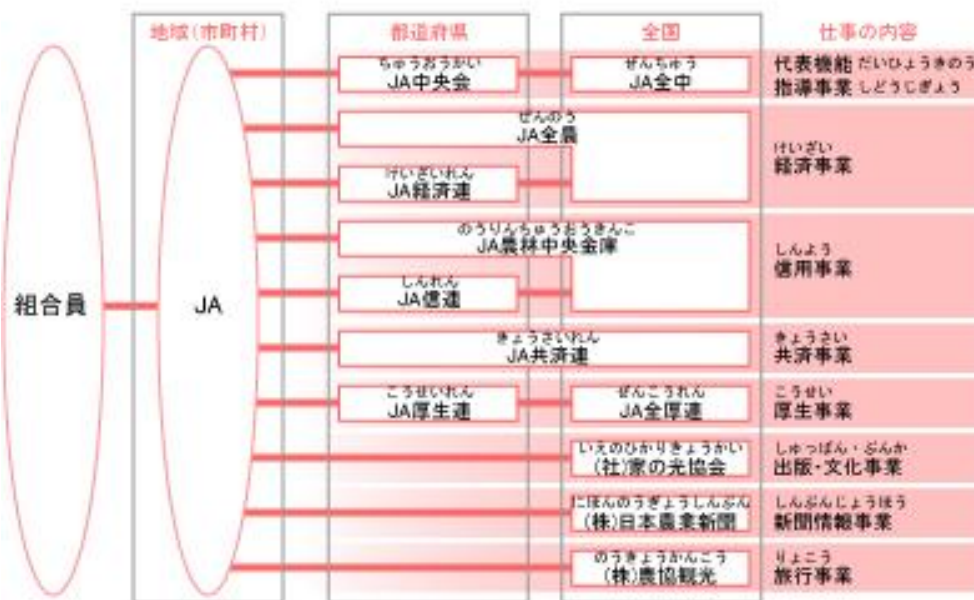 地域(市町村)
都道府県
全国
仕事の内容
組合員
JA
ちゅうおうかい
JA中央会
ぜんちゅう
JA全中
代表機能 だいひょうきのう
指導事業 しどうじぎょう
ぜんのう
JA全農
けいざいれん
JA経済連
けいざい
経済事業
のうりんちゅうおうきんこ
JA農林中央金庫
しんれん
JA信連
しんよう
信用事業
きょうさいれん
JA共済連
きょうさい
共済事業
こうせいれん
JA厚生連
ぜんこうれん
JA全厚連
こうせい
厚生事業
いえのひかりきょうかい
(社)家の光協会
しゅっぱん・ぶんか
出版・文化事業
にほんのうぎょうしんぶん
(株)日本農業新聞
しんぶんじょうほう
新聞情報事業
のうきょうかんこう
(株)農協観光
りょこう
旅行事業